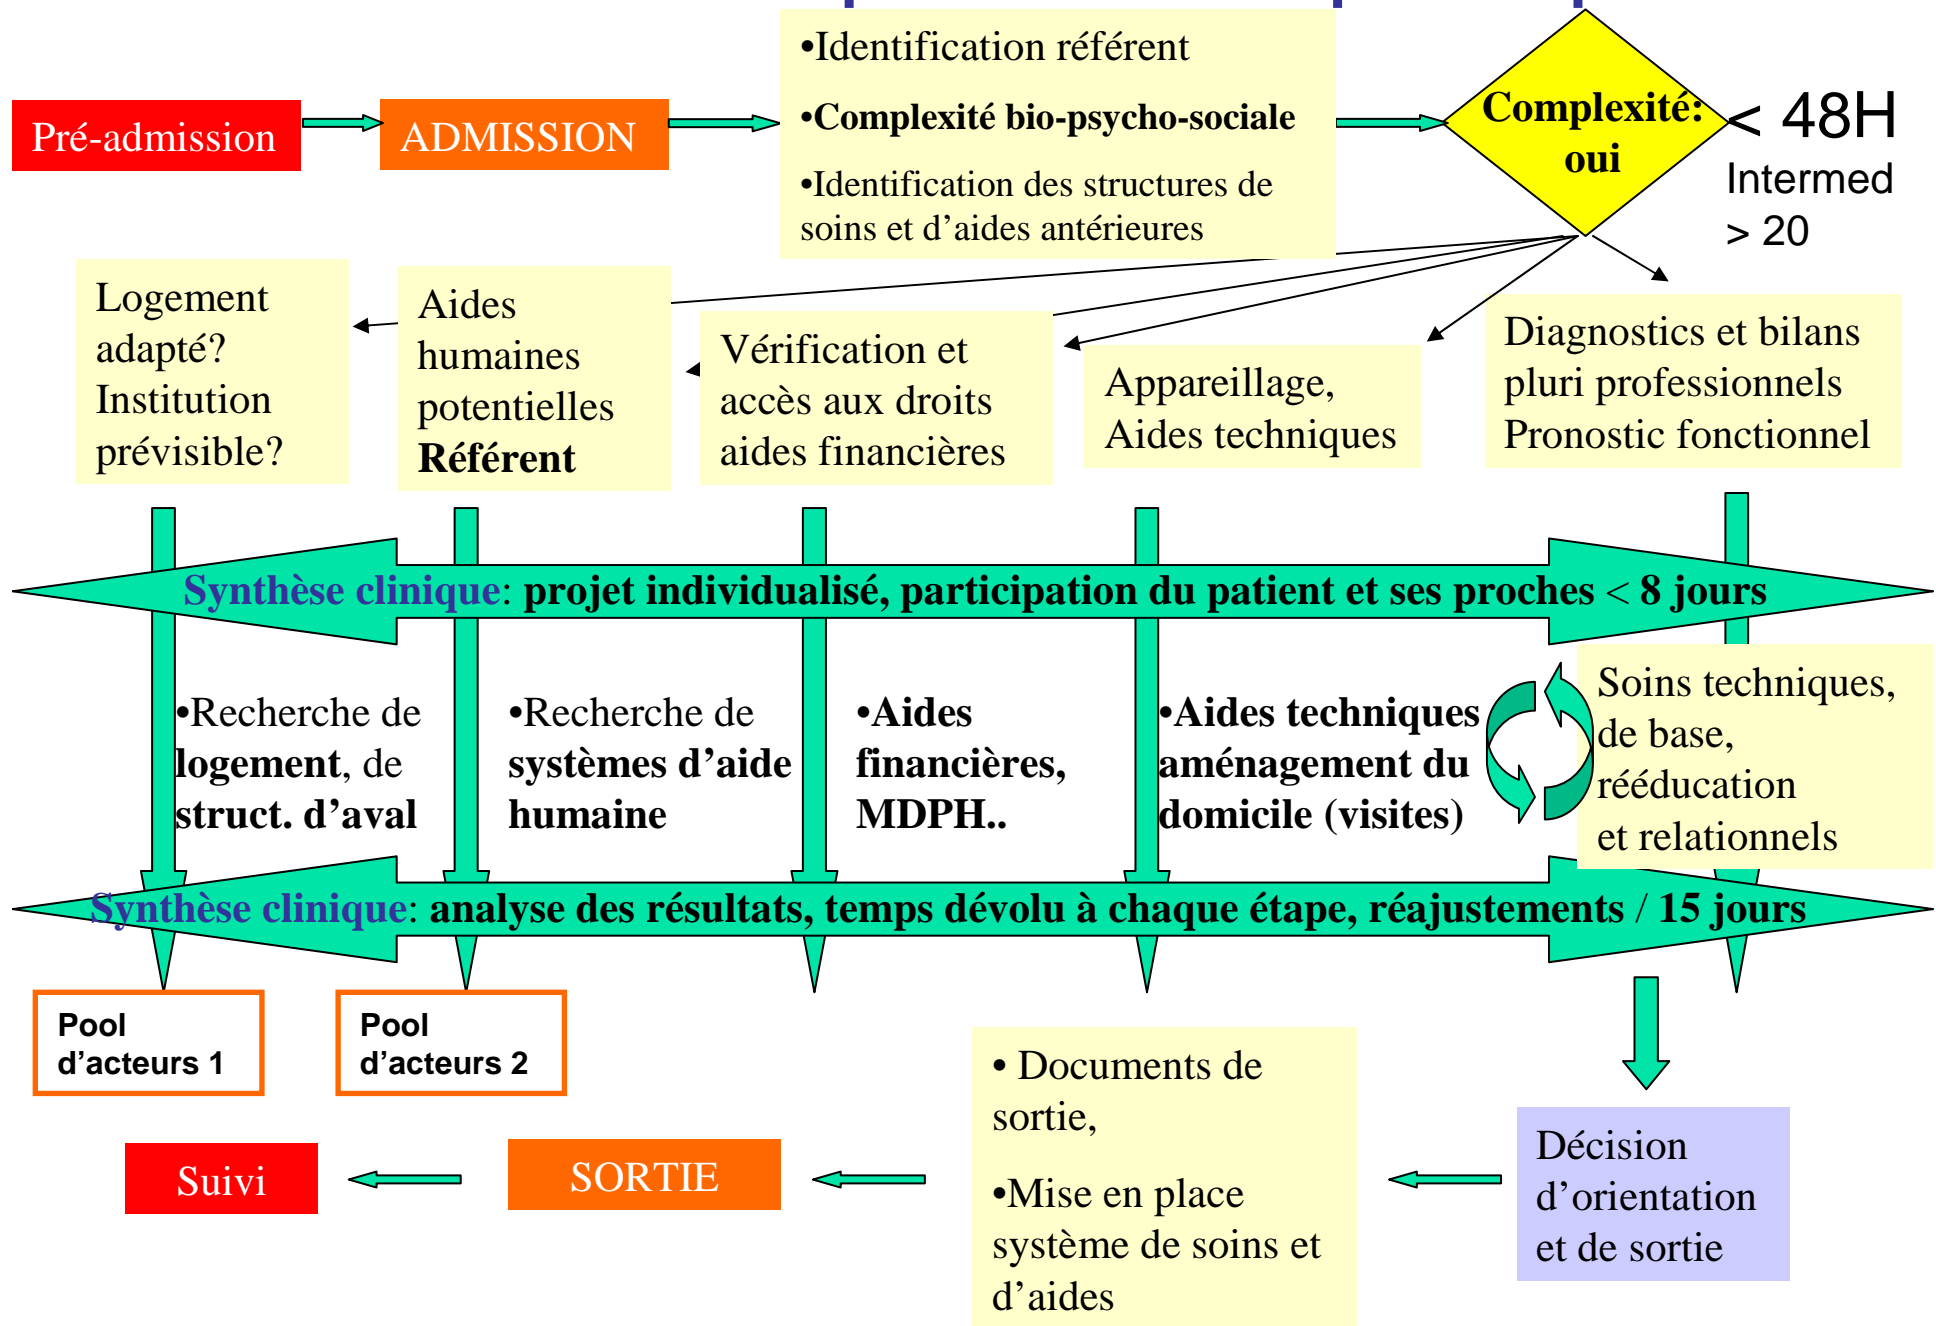 Pré-admission
ADMISSION
•Identification référent
•Complexité bio-psycho-sociale
•Identification des structures de
soins et d’aides antérieures
Complexité:
oui
< 48H
Intermed
> 20
Logement
adapté?
Institution
prévisible?
Aides
humaines
potentielles
Référent
Vérification et
accès aux droits
aides financières
Appareillage,
Aides techniques
Diagnostics et bilans
pluri professionnels
Pronostic fonctionnel
Synthèse clinique: projet individualisé, participation du patient et ses proches < 8 jours
•Recherche de
logement, de
struct. d’aval
•Recherche de
systèmes d’aide
humaine
•Aides
financières,
MDPH..
•Aides techniques
aménagement du
domicile (visites)
Soins techniques,
de base,
rééducation
et relationnels
Synthèse clinique: analyse des résultats, temps dévolu à chaque étape, réajustements / 15 jours
Pool
d’acteurs 1
Pool
d’acteurs 2
• Documents de
sortie,
•Mise en place
système de soins et
d’aides
Décision
d’orientation
et de sortie
SORTIE
Suivi